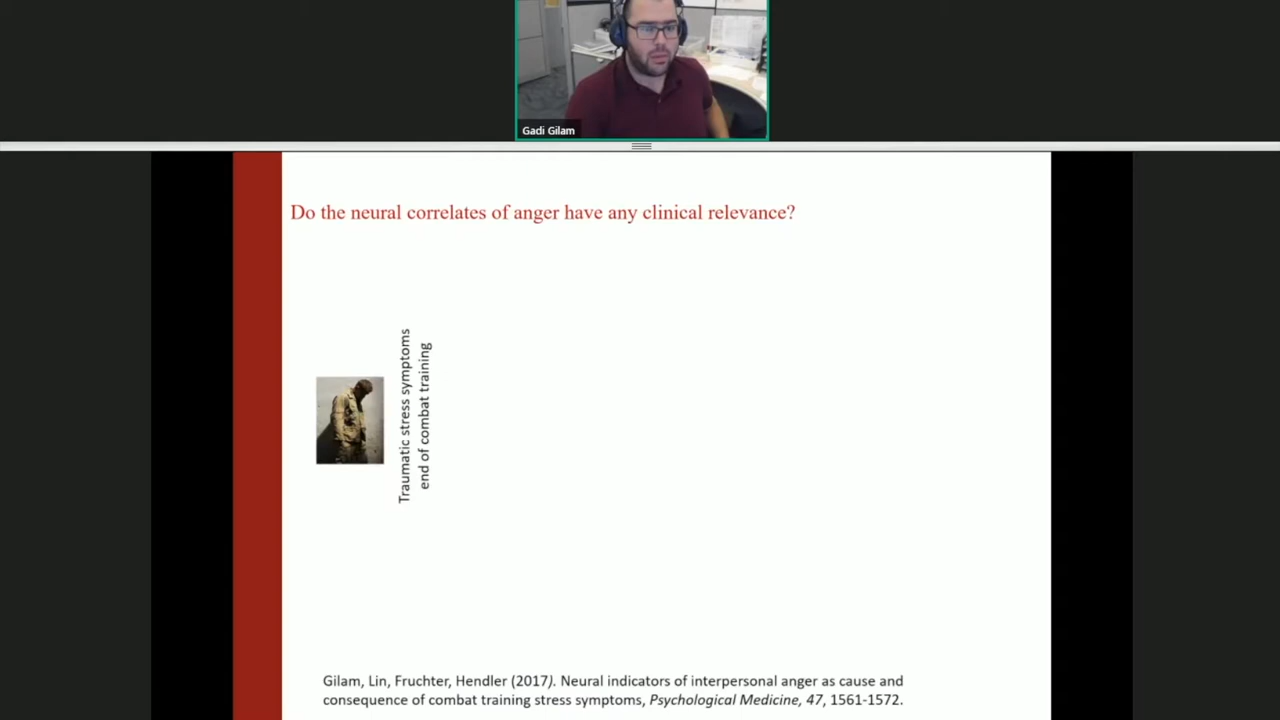 Gadi Gilam
Do the neural correlates of anger have any clinical relevance?
Traumatic stress symptoms
end of combat training
Gilam, Lin, Fruchter, Hendler (2017). Neural indicators of interpersonal anger as cause and
consequence of combat training stress symptoms, Psychological Medicine, 47, 1561-1572.